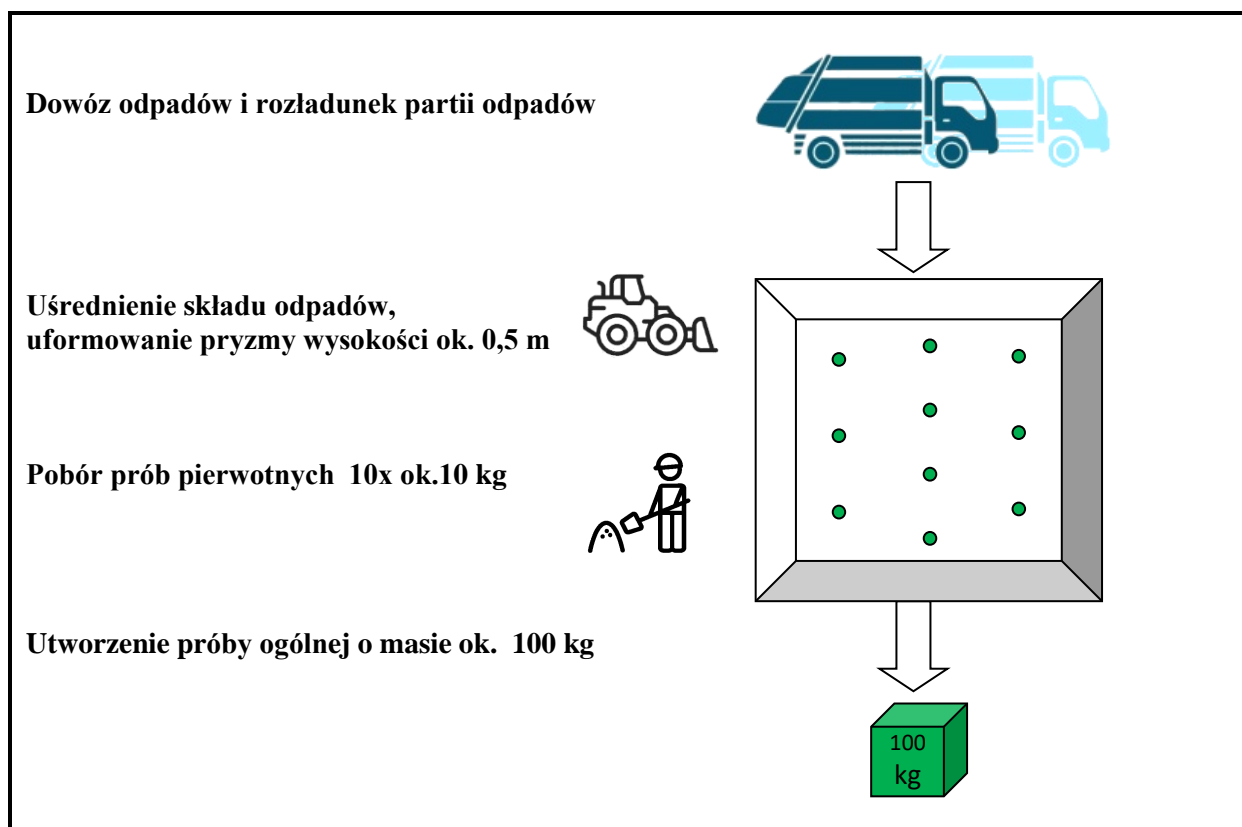 Dowóz odpadów i rozładunek partii odpadów
Uśrednienie składu odpadów,
uformowanie pryzmy wysokości ok. 0,5 m
Pobór prób pierwotnych  10x ok.10 kg
Utworzenie próby ogólnej o masie ok.  100 kg
100
kg